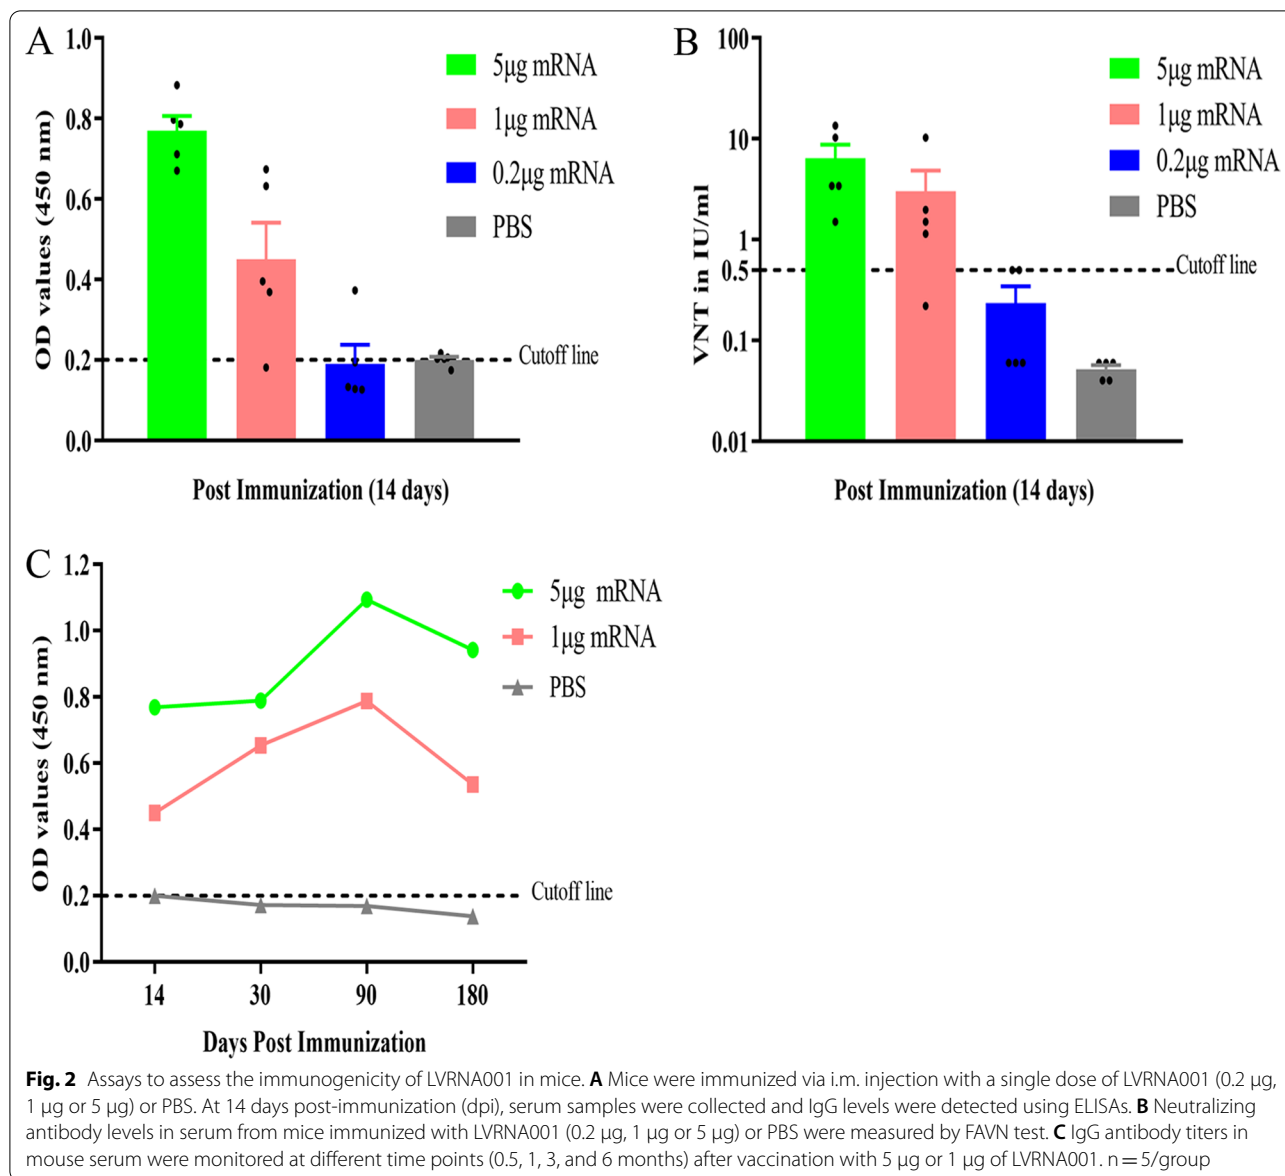 A
1.0
0.8
0.6
0.4
0.2
0.0
OD values (450 nm)
5μg mRNA
1μg mRNA
0.2μg mRNA
PBS
Cutoff line
Post Immunization (14 days)
B
100
10
1
0.5
0.1
0.01
VNT in IU/ml
5μg mRNA
1μg mRNA
0.2μg mRNA
PBS
Cutoff line
Post Immunization (14 days)
C
1.2
1.0
0.8
0.6
0.4
0.2
0.0
OD values (450 nm)
5μg mRNA
1μg mRNA
PBS
Cutoff line
14 30 90 180
Days Post Immunization
Fig. 2 Assays to assess the immunogenicity of LVRNA001 in mice. A Mice were immunized via i.m. injection with a single dose of LVRNA001 (0.2 μg,
1 μg or 5 μg) or PBS. At 14 days post-immunization (dpi), serum samples were collected and IgG levels were detected using ELISAs. B Neutralizing
antibody levels in serum from mice immunized with LVRNA001 (0.2 μg, 1 μg or 5 μg) or PBS were measured by FAVN test. C IgG antibody titers in
mouse serum were monitored at different time points (0.5, 1, 3, and 6 months) after vaccination with 5 μg or 1 μg of LVRNA001. n = 5/group